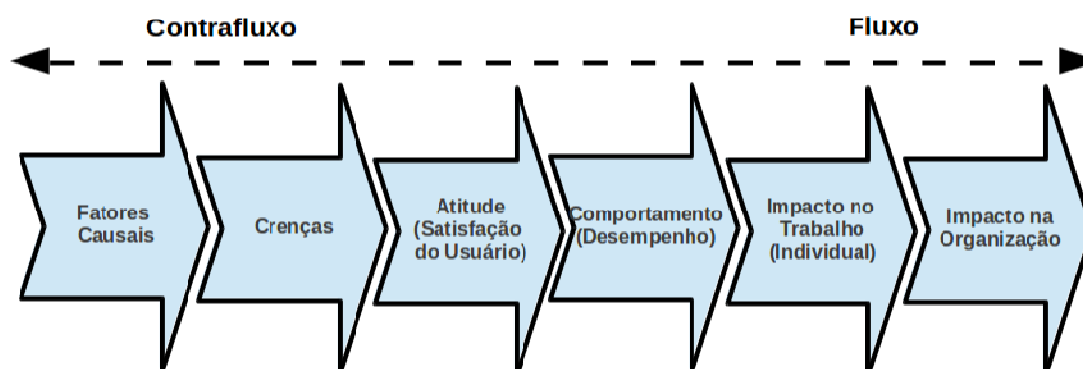 Contrafluxo
Fluxo
Fatores
Causais
Crenças
Atitude
(Satisfação
do Usuário)
Comportamento
(Desempenho)
Impacto no
Trabalho
(Individual)
Impacto na
Organização